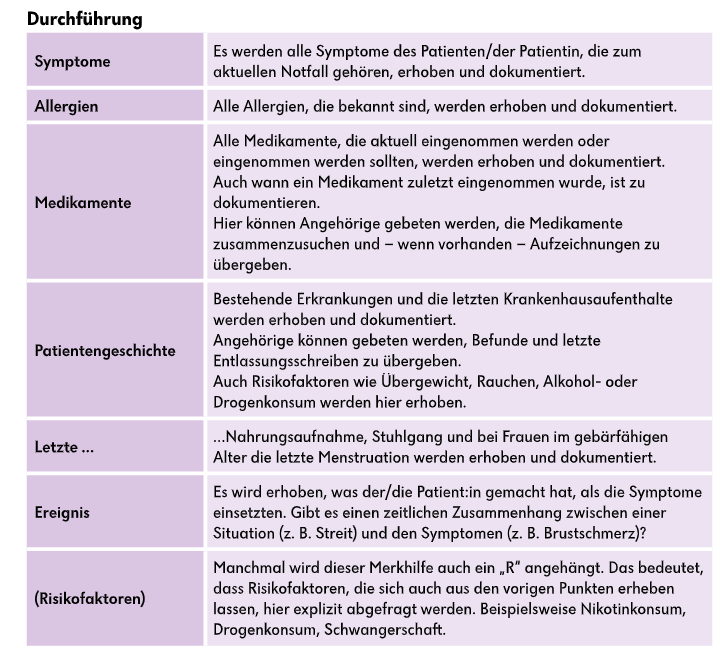 Durchführung
Symptome
Es werden alle Symptome des Patienten/der Patientin, die zum
aktuellen Notfall gehören, erhoben und dokumentiert.
Allergien
Alle Allergien, die bekannt sind, werden erhoben und dokumentiert.
Medikamente
Alle Medikamente, die aktuell eingenommen werden oder
eingenommen werden sollten, werden erhoben und dokumentiert.
Auch wann ein Medikament zuletzt eingenommen wurde, ist zu
dokumentieren.
Hier können Angehörige gebeten werden, die Medikamente
zusammenzusuchen und – wenn vorhanden – Aufzeichnungen zu
übergeben.
Patientengeschichte
Bestehende Erkrankungen und die letzten Krankenhausaufenthalte
werden erhoben und dokumentiert.
Angehörige können gebeten werden, Befunde und letzte
Entlassungsschreiben zu übergeben.
Auch Risikofaktoren wie Übergewicht, Rauchen, Alkohol- oder
Drogenkonsum werden hier erhoben.
Letzte ...
...Nahrungsaufnahme, Stuhlgang und bei Frauen im gebärfähigen
Alter die letzte Menstruation werden erhoben und dokumentiert.
Ereignis
Es wird erhoben, was der/die Patient:in gemacht hat, als die Symptome
einsetzten. Gibt es einen zeitlichen Zusammenhang zwischen einer
Situation (z. B. Streit) und den Symptomen (z. B. Brustschmerz)?
(Risikofaktoren)
Manchmal wird dieser Merkhilfe auch ein „R“ angehängt. Das bedeutet,
dass Risikofaktoren, die sich auch aus den vorigen Punkten erheben
lassen, hier explizit abgefragt werden. Beispielsweise Nikotinkonsum,
Drogenkonsum, Schwangerschaft.